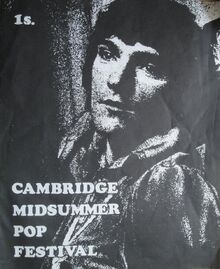 1s.
CAMBRIDGE
MIDSUMMER
POP
FESTIVAL